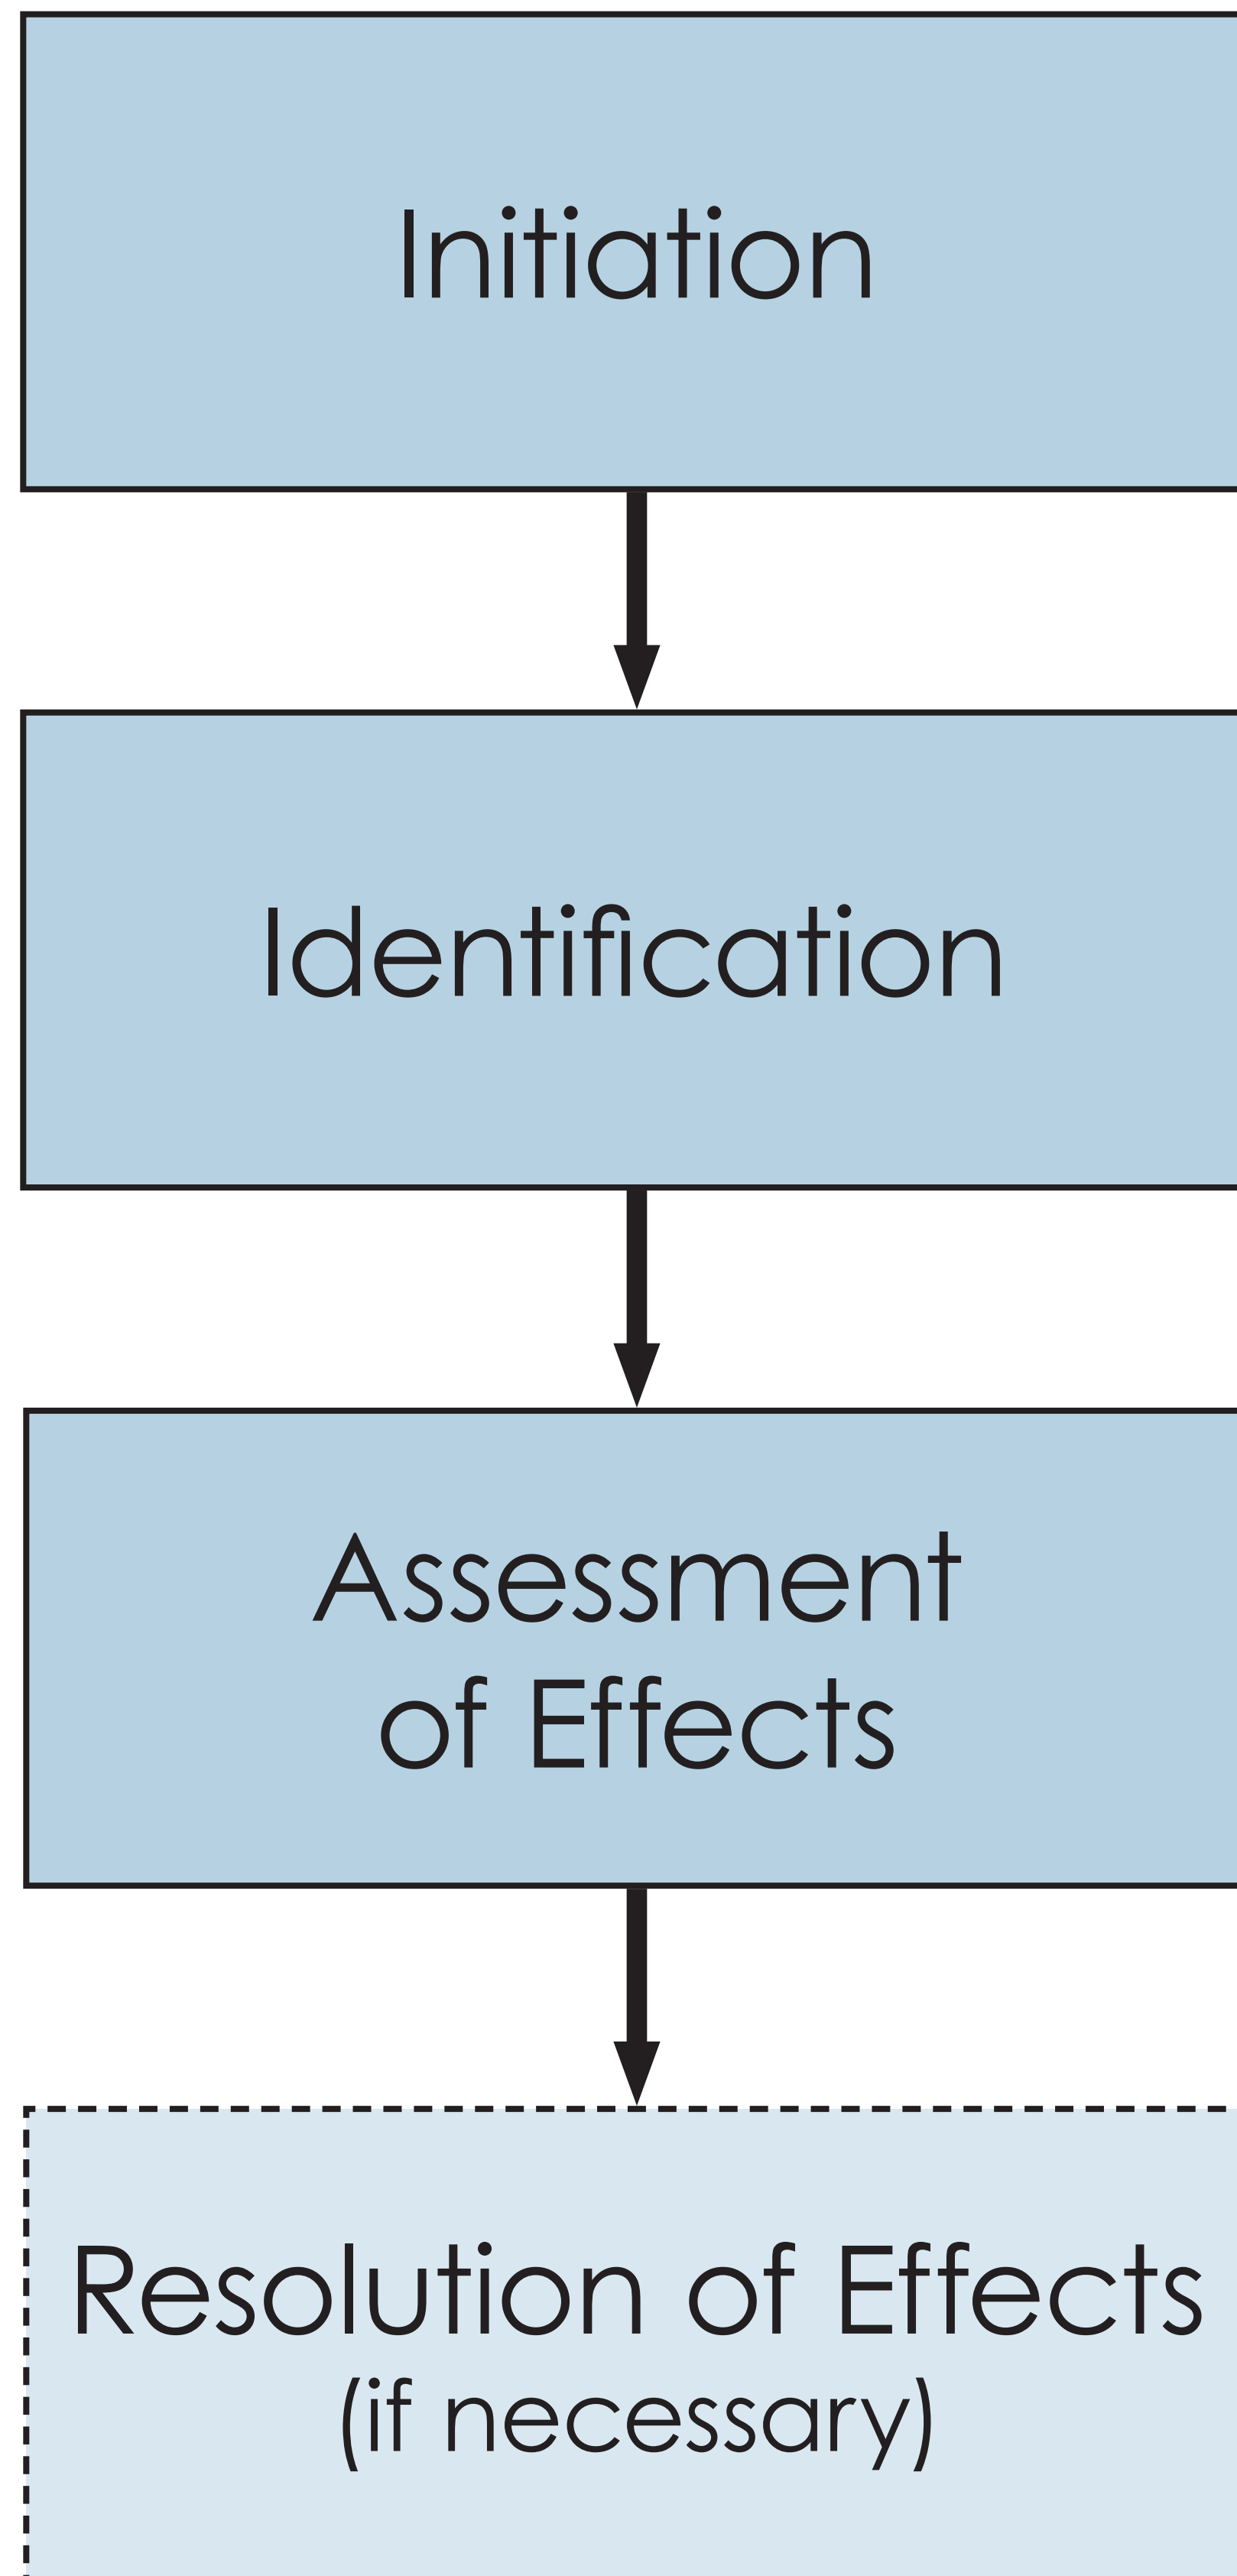 Initiation
Identification
Assessment
of Effects
Resolution of Effects
(if necessary)